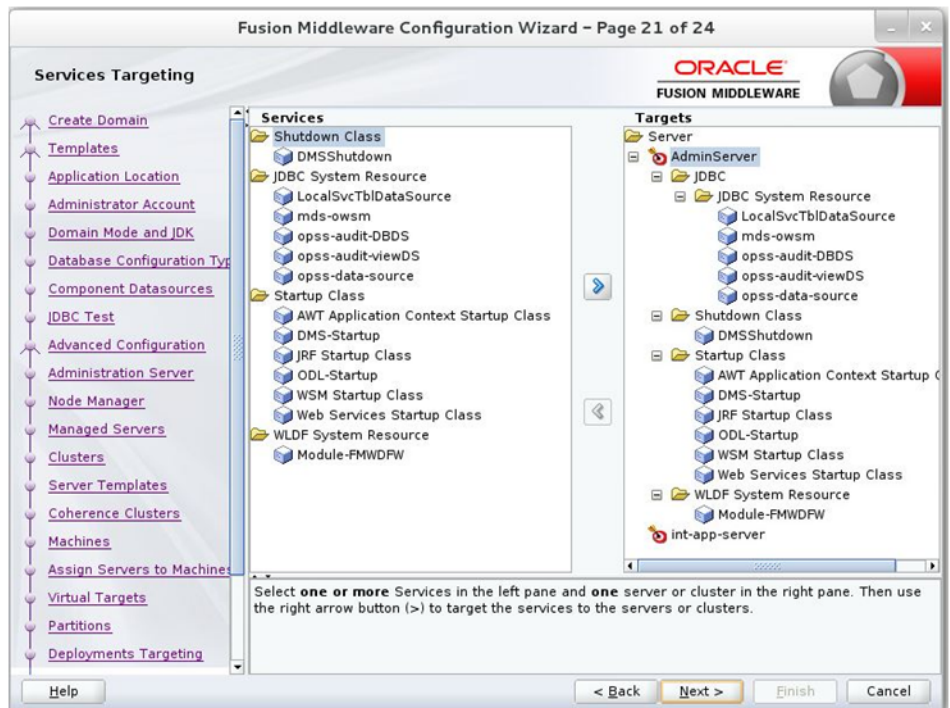 Fusion Middleware Configuration Wizard – Page 21 of 24
Services Targeting
ORACLE
FUSION MIDDLEWARE
Create Domain
Templates
Application Location
Administrator Account
Domain Mode and JDK
Database Configuration Typ
Component Datasources
JDBC Test
Advanced Configuration
Administration Server
Node Manager
Managed Servers
Clusters
Server Templates
Coherence Clusters
Machines
Assign Servers to Machines
Virtual Targets
Partitions
Deployments Targeting
Services
Shutdown Class
DMSShutdown
JDBC System Resource
LocalSvcTblDataSource
mds-owsm
opss-audit-DBDS
opss-audit-viewDS
opss-data-source
Startup Class
AWT Application Context Startup Class
DMS-Startup
JRF Startup Class
ODL-Startup
WSM Startup Class
Web Services Startup Class
WLDF System Resource
Module-FMWDFW
Targets
Server
AdminServer
JDBC
JDBC System Resource
LocalSvcTblDataSource
mds-owsm
opss-audit-DBDS
opss-audit-viewDS
opss-data-source
Shutdown Class
DMSShutdown
Startup Class
AWT Application Context Startup C
DMS-Startup
JRF Startup Class
ODL-Startup
WSM Startup Class
Web Services Startup Class
WLDF System Resource
Module-FMWDFW
int-app-server
Select one or more Services in the left pane and one server or cluster in the right pane. Then use
the right arrow button (>) to target the services to the servers or clusters.
Help
< Back
Next >
Finish
Cancel